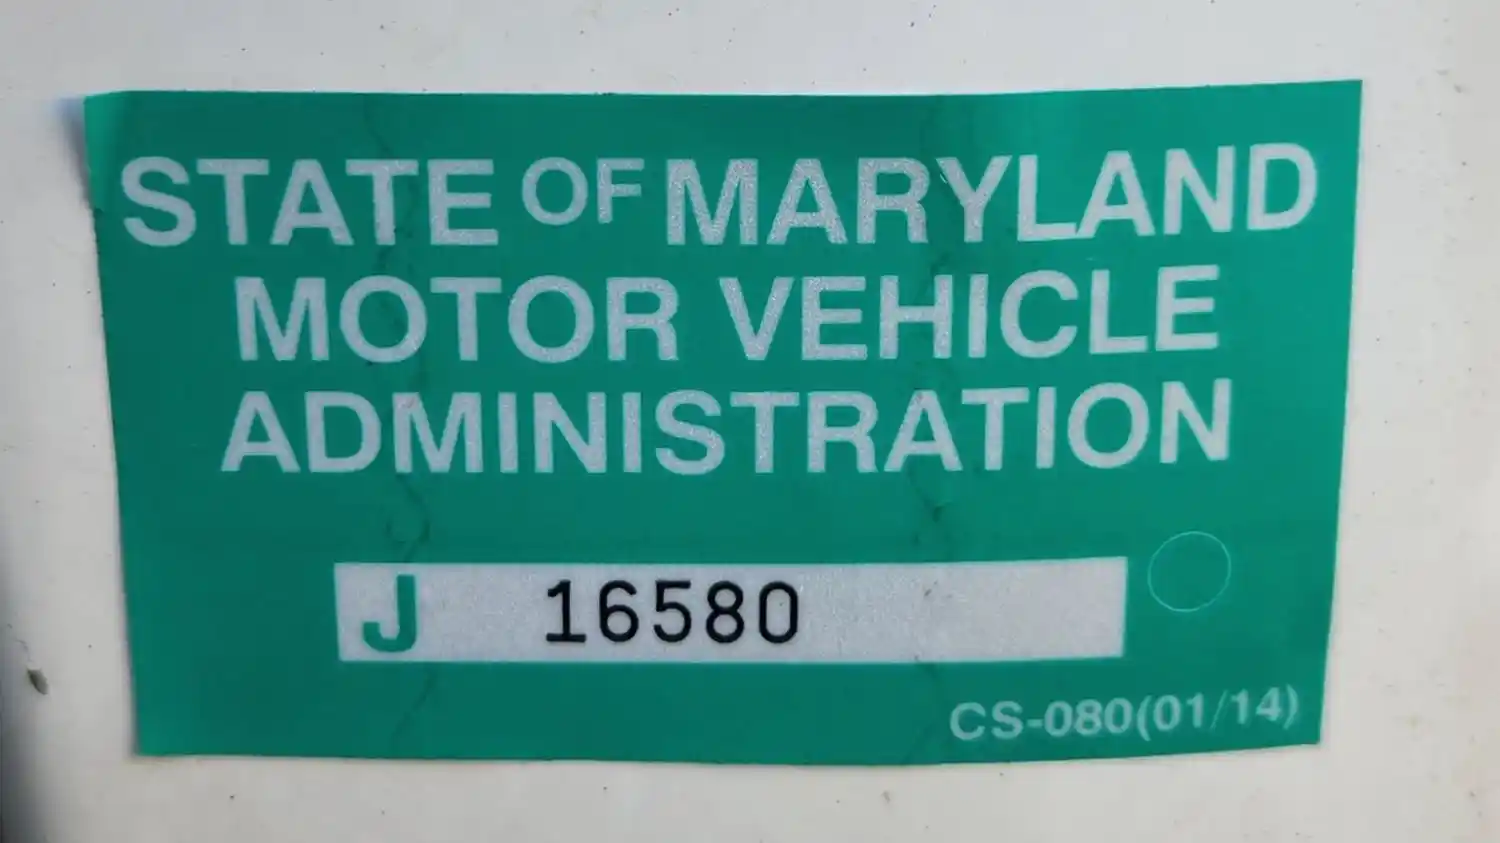 STATE OF MARYLAND
MOTOR VEHICLE
ADMINISTRATION
J 16580
CS-080(01/14)